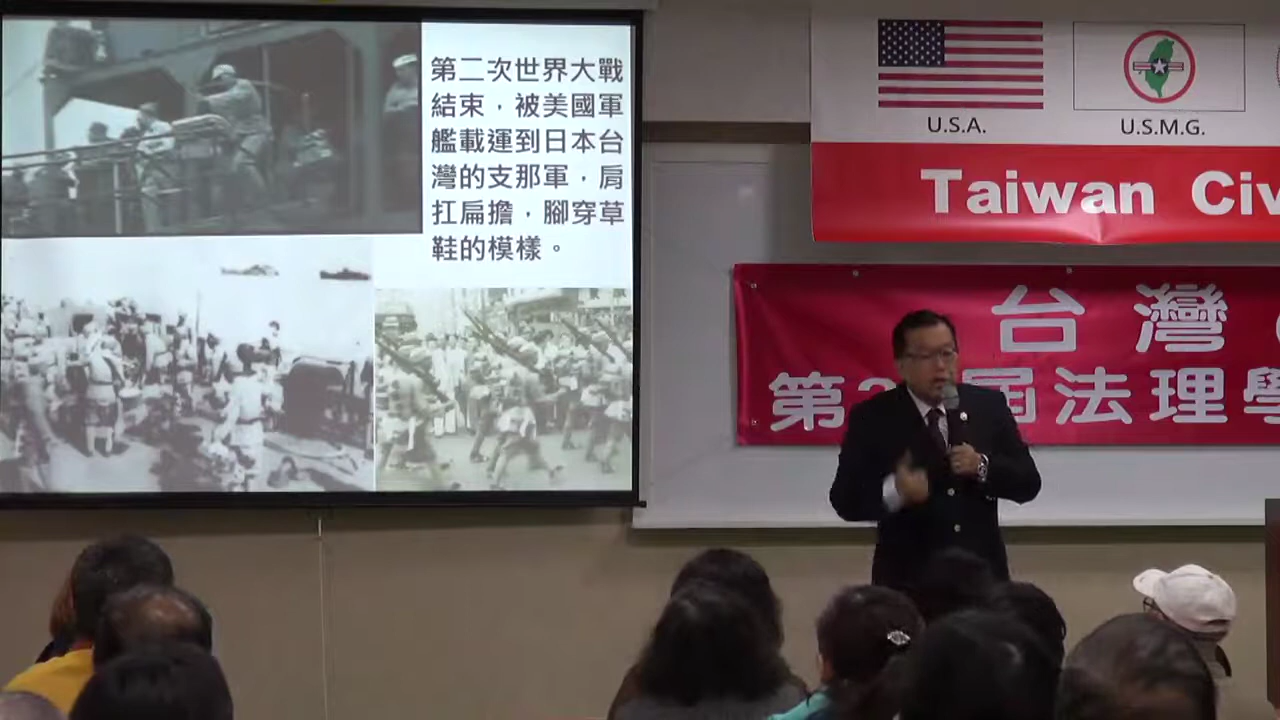 第二次世界大戰
結束，被美國軍
艦載運到日本台
灣的支那軍，肩
扛扁擔，腳穿草
鞋的模樣。
U.S.A.
U.S.M.G.
Taiwan Civ
台灣
第2 屆法理學